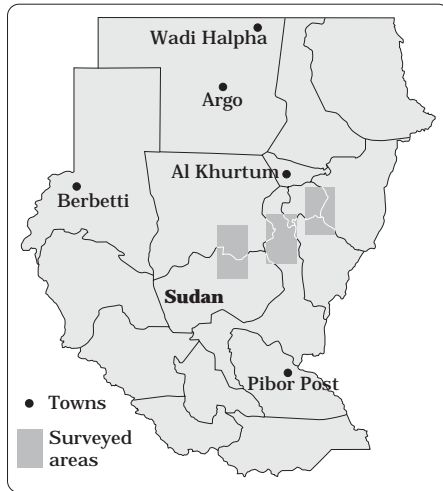 Wadi Halpha
Argo
Al Khurtum
Berbetti
Sudan
Pibor Post
Towns
Surveyed
areas